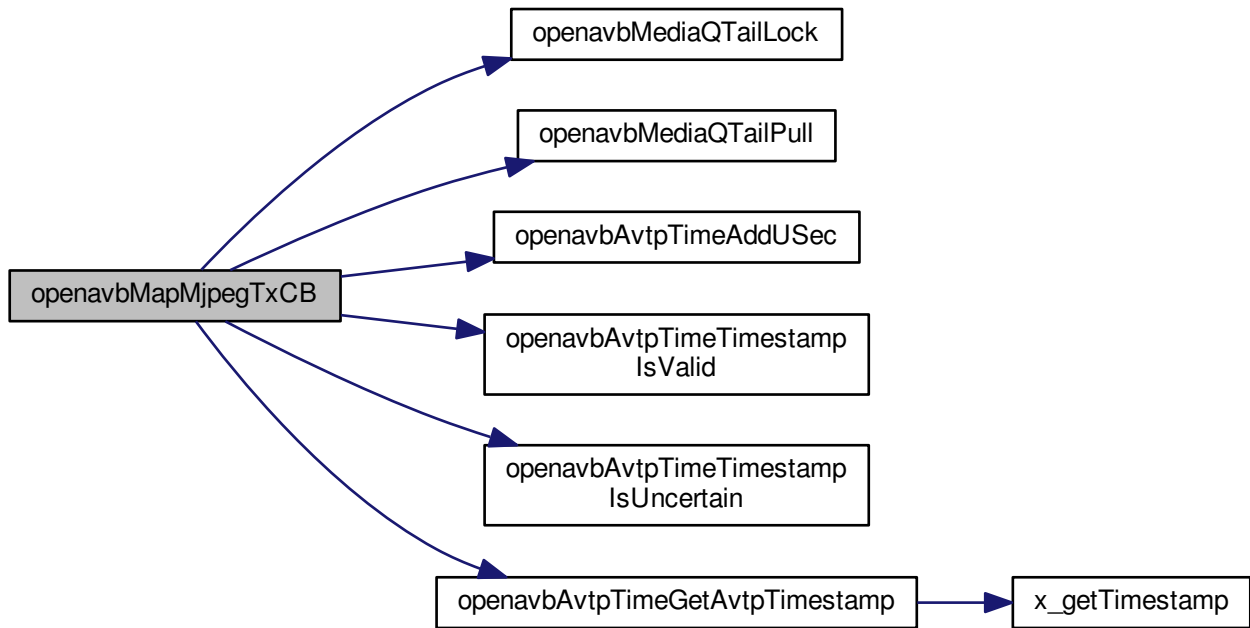 openavbMediaQTailLock
openavbMediaQTailPull
openavbAvtpTimeAddUSec
openavbMapMjpegTxCB
openavbAvtpTimeTimestamp
IsValid
openavbAvtpTimeTimestamp
IsUncertain
openavbAvtpTimeGetAvtpTimestamp
x_getTimestamp